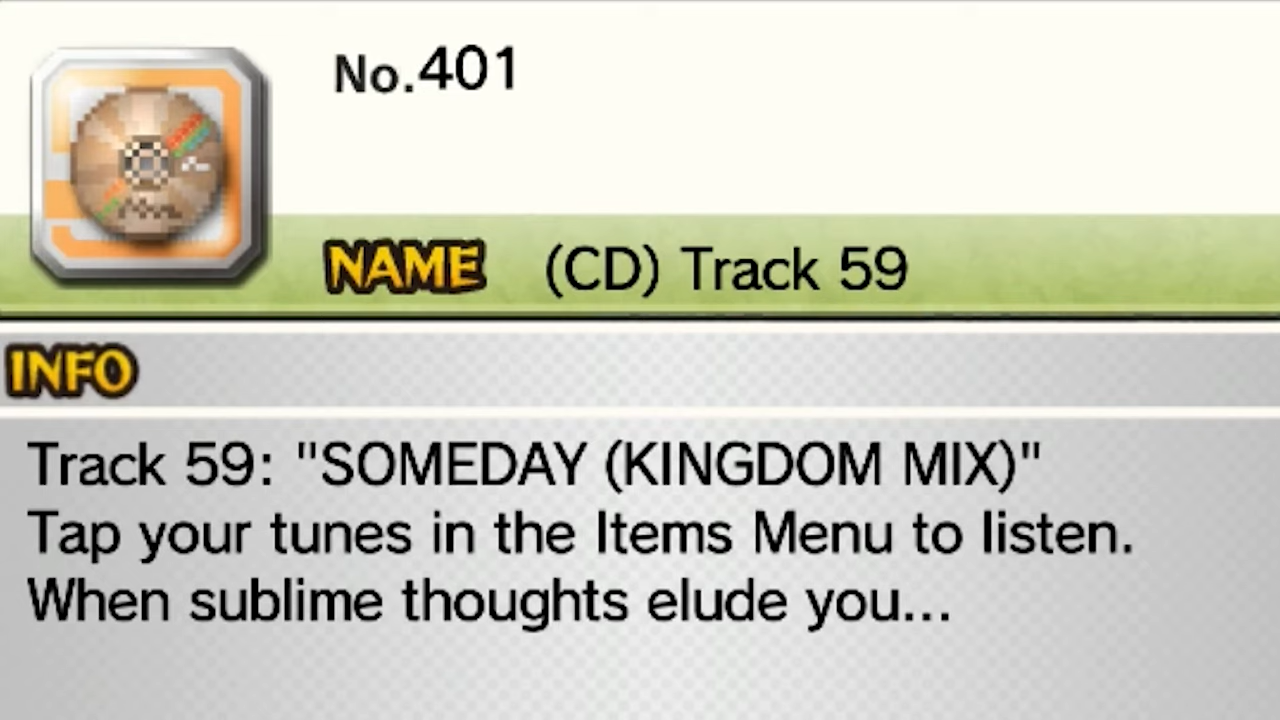 No.401
NAME (CD) Track 59
INFO
Track 59: "SOMEDAY (KINGDOM MIX)"
Tap your tunes in the Items Menu to listen.
When sublime thoughts elude you...